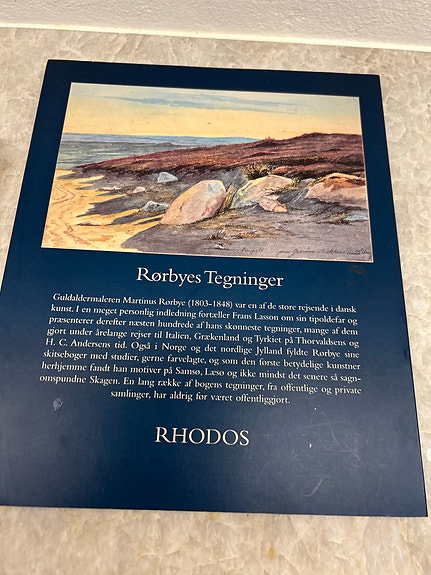 Rørbyes Tegninger
Guldaldermaleren Martinus Rørbye (1803-1848) var en af de store rejsende i dansk
kunst. I en meget personlig indledning fortæller Frans Lasson om sin tipoldefar og
præsenterer derefter næsten hundrede af hans skønneste tegninger, mange af dem
gjort under årelange rejser til Italien, Grækenland og Tyrkiet på Thorvaldsens og
H. C. Andersens tid. Også i Norge og det nordlige Jylland fyldte Rørbye sine
skitsebøger med studier, gerne farvelagte, og som den første betydelige kunstner
herhjemme fandt han motiver på Samsø, Læsø og ikke mindst det senere så sagn-
omspundne Skagen. En lang række af bogens tegninger, fra offentlige og private
samlinger, har aldrig før været offentliggjort.
RHODOS